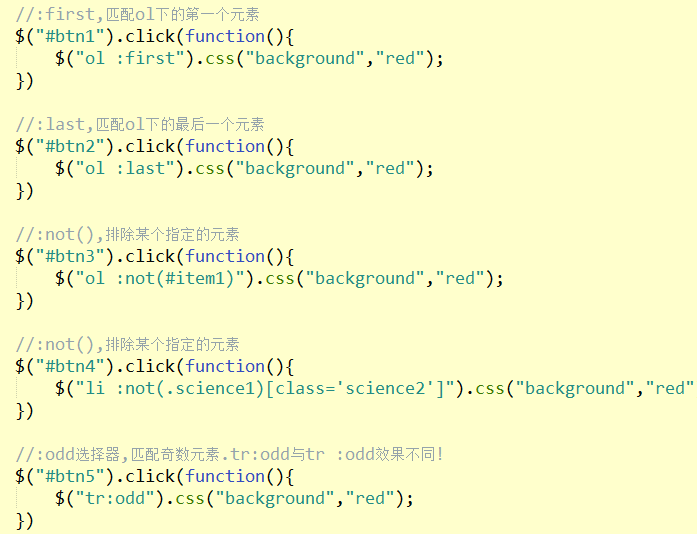 //:first,匹配ol下的第一个元素
$("#btn1").click(function(){
    $("ol :first").css("background","red");
})
//:last,匹配ol下的最后一个元素
$("#btn2").click(function(){
    $("ol :last").css("background","red");
})
//:not(),排除某个指定的元素
$("#btn3").click(function(){
    $("ol :not(#item1)").css("background","red");
})
//:not(),排除某个指定的元素
$("#btn4").click(function(){
    $("li :not(.science1)[class='science2']").css("background","red"
})
//:odd选择器,匹配奇数元素.tr:odd与tr :odd效果不同!
$("#btn5").click(function(){
    $("tr:odd").css("background","red");
})